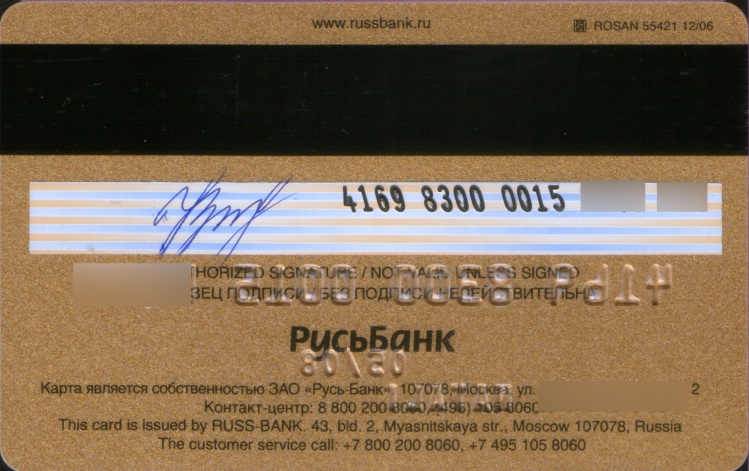 www.russbank.ru
ROSAN 55421 12/06
4169 8300 0015
THORIZED SIGNATURE / NOT VALID UNLESS SIGNED
ЗЕЦ ПОДПИСИ / БЕЗ ПОДПИСИ НЕДЕЙСТВИТЕЛЬНА
РусьБанк
05/08
Карта является собственностью ЗАО «Русь-Банк», 107078, Москва, ул. 2
Контакт-центр: 8 800 200 8060, (495) 105 8060
This card is issued by RUSS-BANK. 43, bld. 2, Myasnitskaya str., Moscow 107078, Russia
The customer service call: +7 800 200 8060, +7 495 105 8060